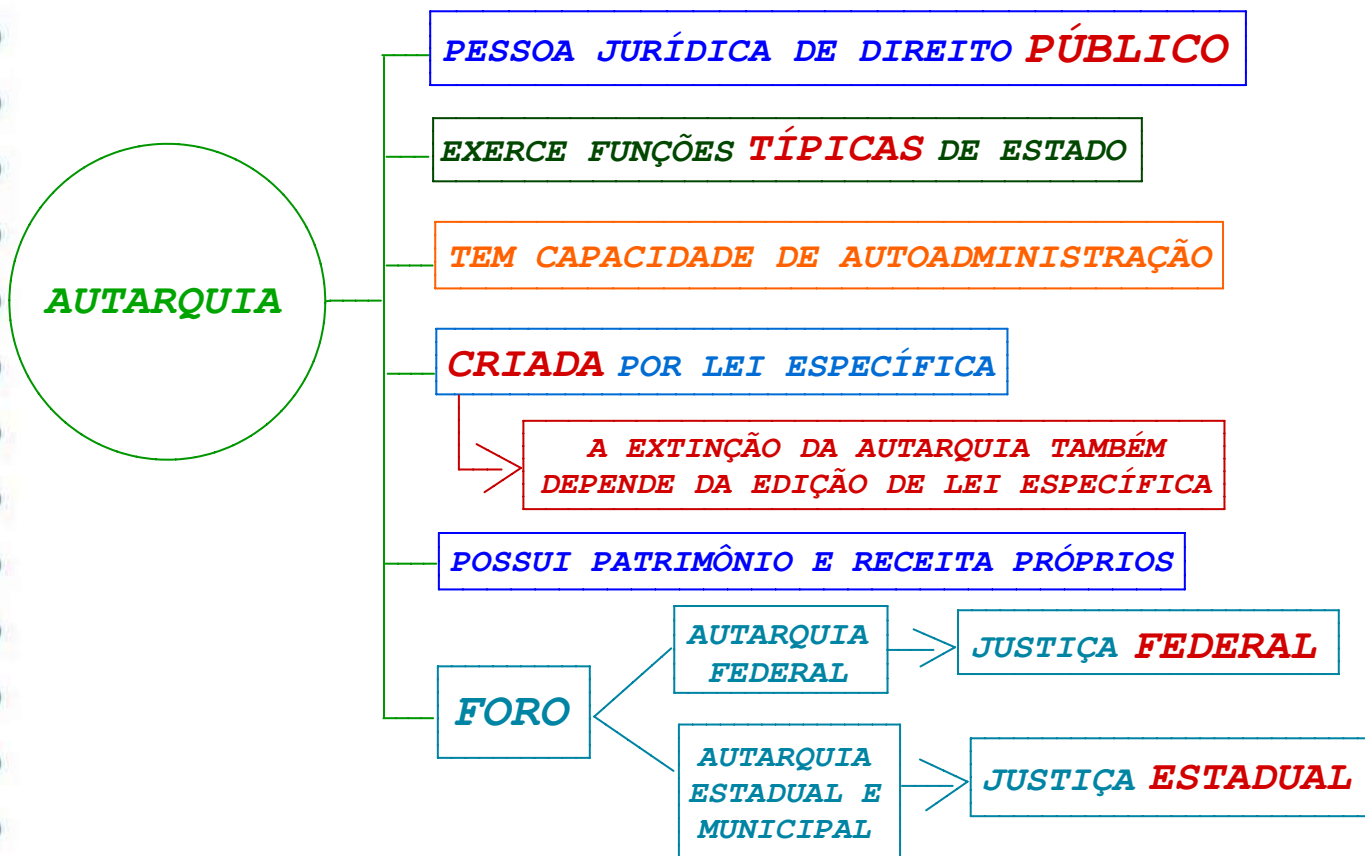 AUTARQUIA
PESSOA JURÍDICA DE DIREITO PÚBLICO
EXERCE FUNÇÕES TÍPICAS DE ESTADO
TEM CAPACIDADE DE AUTOADMINISTRAÇÃO
CRIADA POR LEI ESPECÍFICA
A EXTINÇÃO DA AUTARQUIA TAMBÉM
DEPENDE DA EDIÇÃO DE LEI ESPECÍFICA
POSSUI PATRIMÔNIO E RECEITA PRÓPRIOS
FORO
AUTARQUIA
FEDERAL
JUSTIÇA FEDERAL
AUTARQUIA
ESTADUAL E
MUNICIPAL
JUSTIÇA ESTADUAL